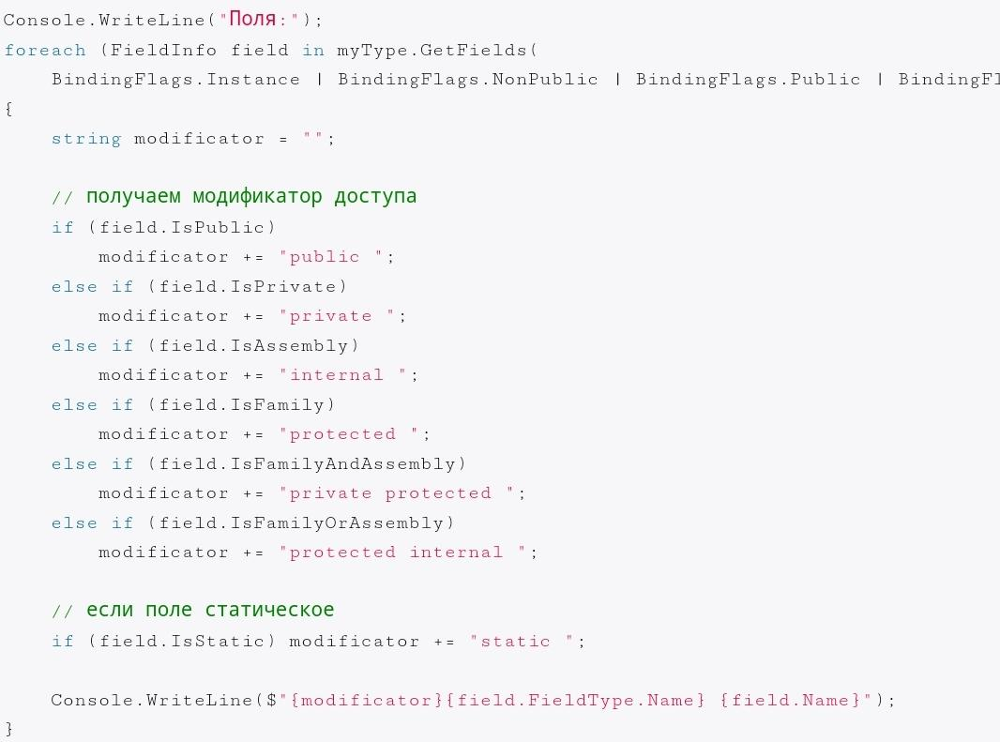 Console.WriteLine("Поля:");
foreach (FieldInfo field in myType.GetFields(
    BindingFlags.Instance | BindingFlags.NonPublic | BindingFlags.Public |
{
    string modificator = "";
    // получаем модификатор доступа
    if (field.IsPublic)
        modificator += "public ";
    else if (field.IsPrivate)
        modificator += "private ";
    else if (field.IsAssembly)
        modificator += "internal ";
    else if (field.IsFamily)
        modificator += "protected ";
    else if (field.IsFamilyAndAssembly)
        modificator += "private protected ";
    else if (field.IsFamilyOrAssembly)
        modificator += "protected internal ";
    // если поле статическое
    if (field.IsStatic) modificator += "static ";
    Console.WriteLine($"{modificator}{field.FieldType.Name} {field.Name}");
}